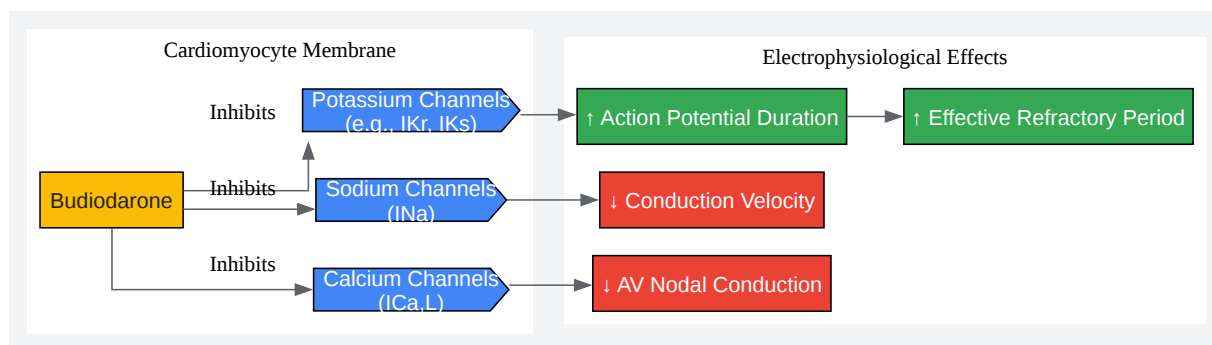 Cardiomyocyte Membrane
Electrophysiological Effects
Inhibits
Potassium Channels
(e.g., IKr, IKs)
↑ Action Potential Duration
↑ Effective Refractory Period
Budiodarone
Inhibits
Sodium Channels
(INa)
↓ Conduction Velocity
Inhibits
Calcium Channels
(ICa,L)
↓ AV Nodal Conduction